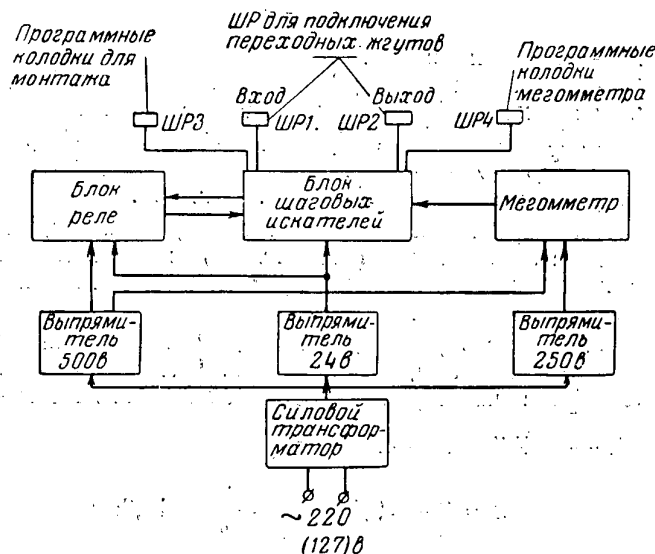 Программные
колодки для
монтажа
ШР для подключения
переходных жгутов
Программные
колодки
мегомметра
Вход
Выход
ШР3
ШР1.
ШР2
ШР4
Блок
реле
Блок
шаговых
искателей
Мегомметр
Выпрями-
тель
500в
Выпрями-
тель
24в
Выпрями-
тель
250в
Силовой
трансфор-
матор
~220
(127)в